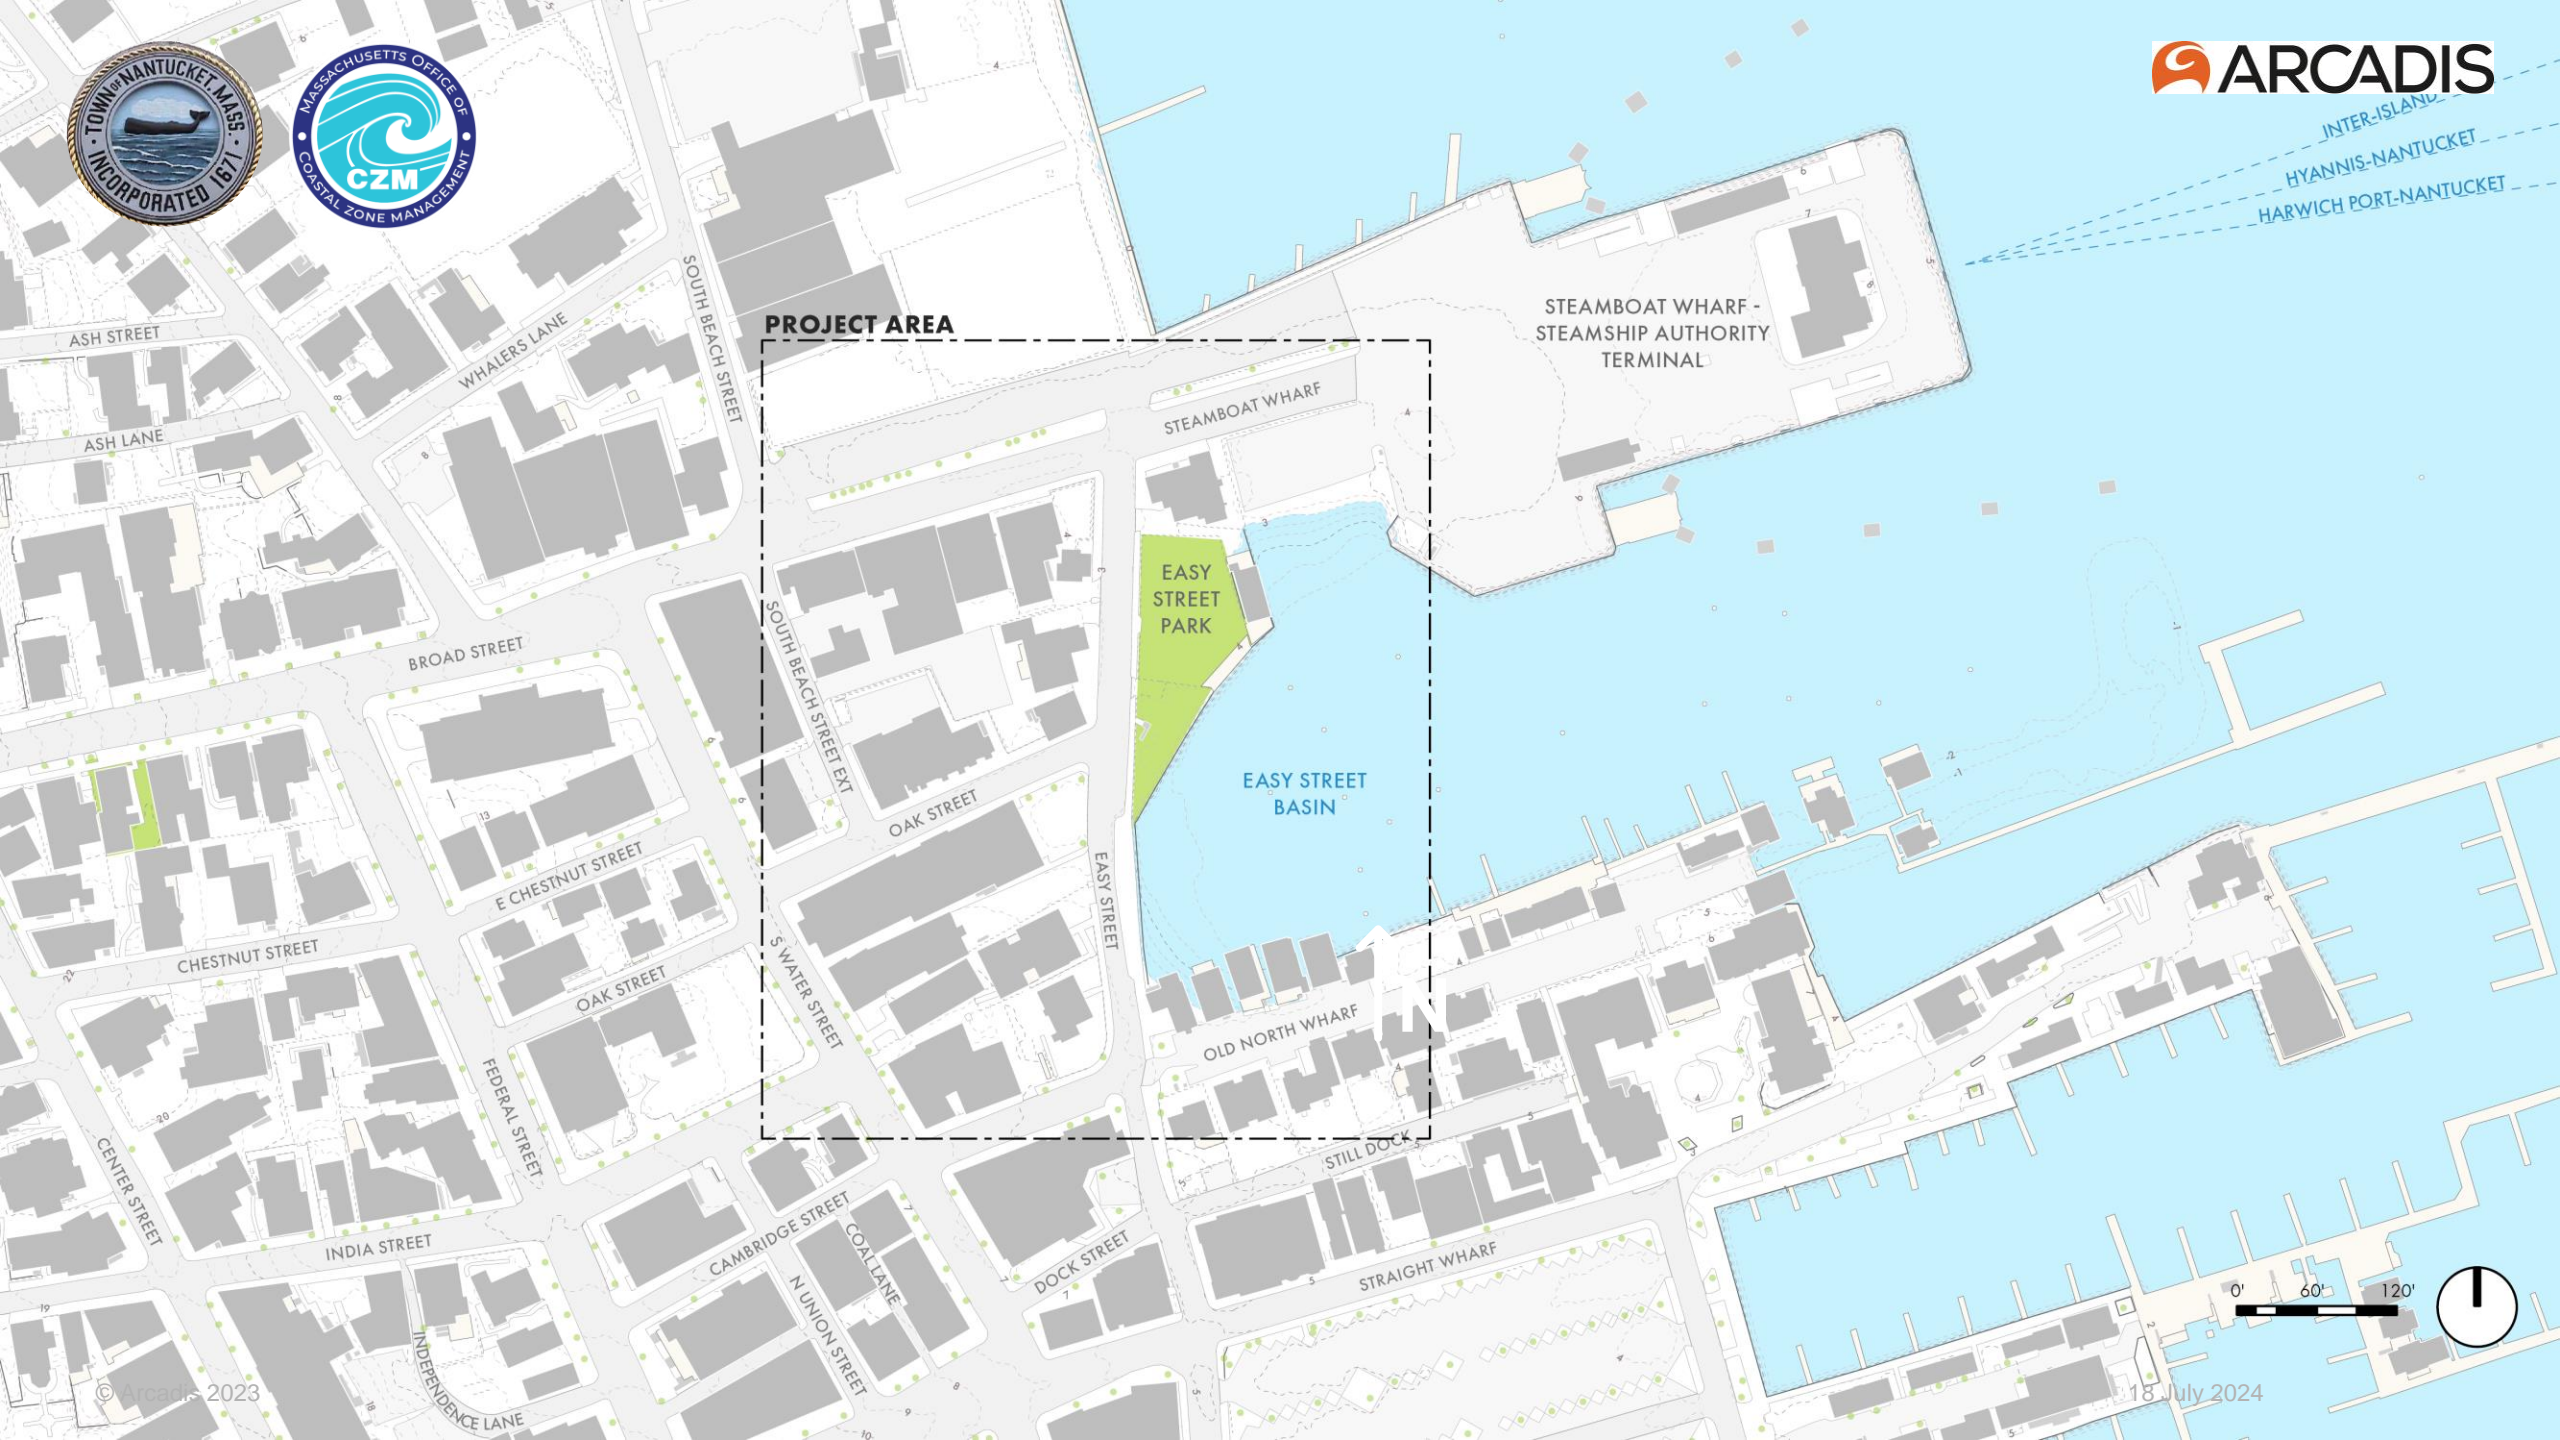 TOWN OF NANTUCKET, MASS.
INCORPORATED 1671
MASSACHUSETTS OFFICE OF
COASTAL ZONE MANAGEMENT
CZM
ARCADIS
INTER-ISLAND
HYANNIS-NANTUCKET
HARWICH PORT-NANTUCKET
PROJECT AREA
STEAMBOAT WHARF -
STEAMSHIP AUTHORITY
TERMINAL
ASH STREET
WHALERS LANE
SOUTH BEACH STREET
STEAMBOAT WHARF
ASH LANE
EASY
STREET
PARK
BROAD STREET
SOUTH BEACH STREET EXT
EASY STREET
BASIN
OAK STREET
E CHESTNUT STREET
EASY STREET
CHESTNUT STREET
OAK STREET
S WATER STREET
N
OLD NORTH WHARF
FEDERAL STREET
CENTER STREET
STILL DOCK
CAMBRIDGE STREET
COAL LANE
INDIA STREET
DOCK STREET
STRAIGHT WHARF
N UNION STREET
INDEPENDENCE LANE
0' 60' 120'
© Arcadis 2023
18 July 2024